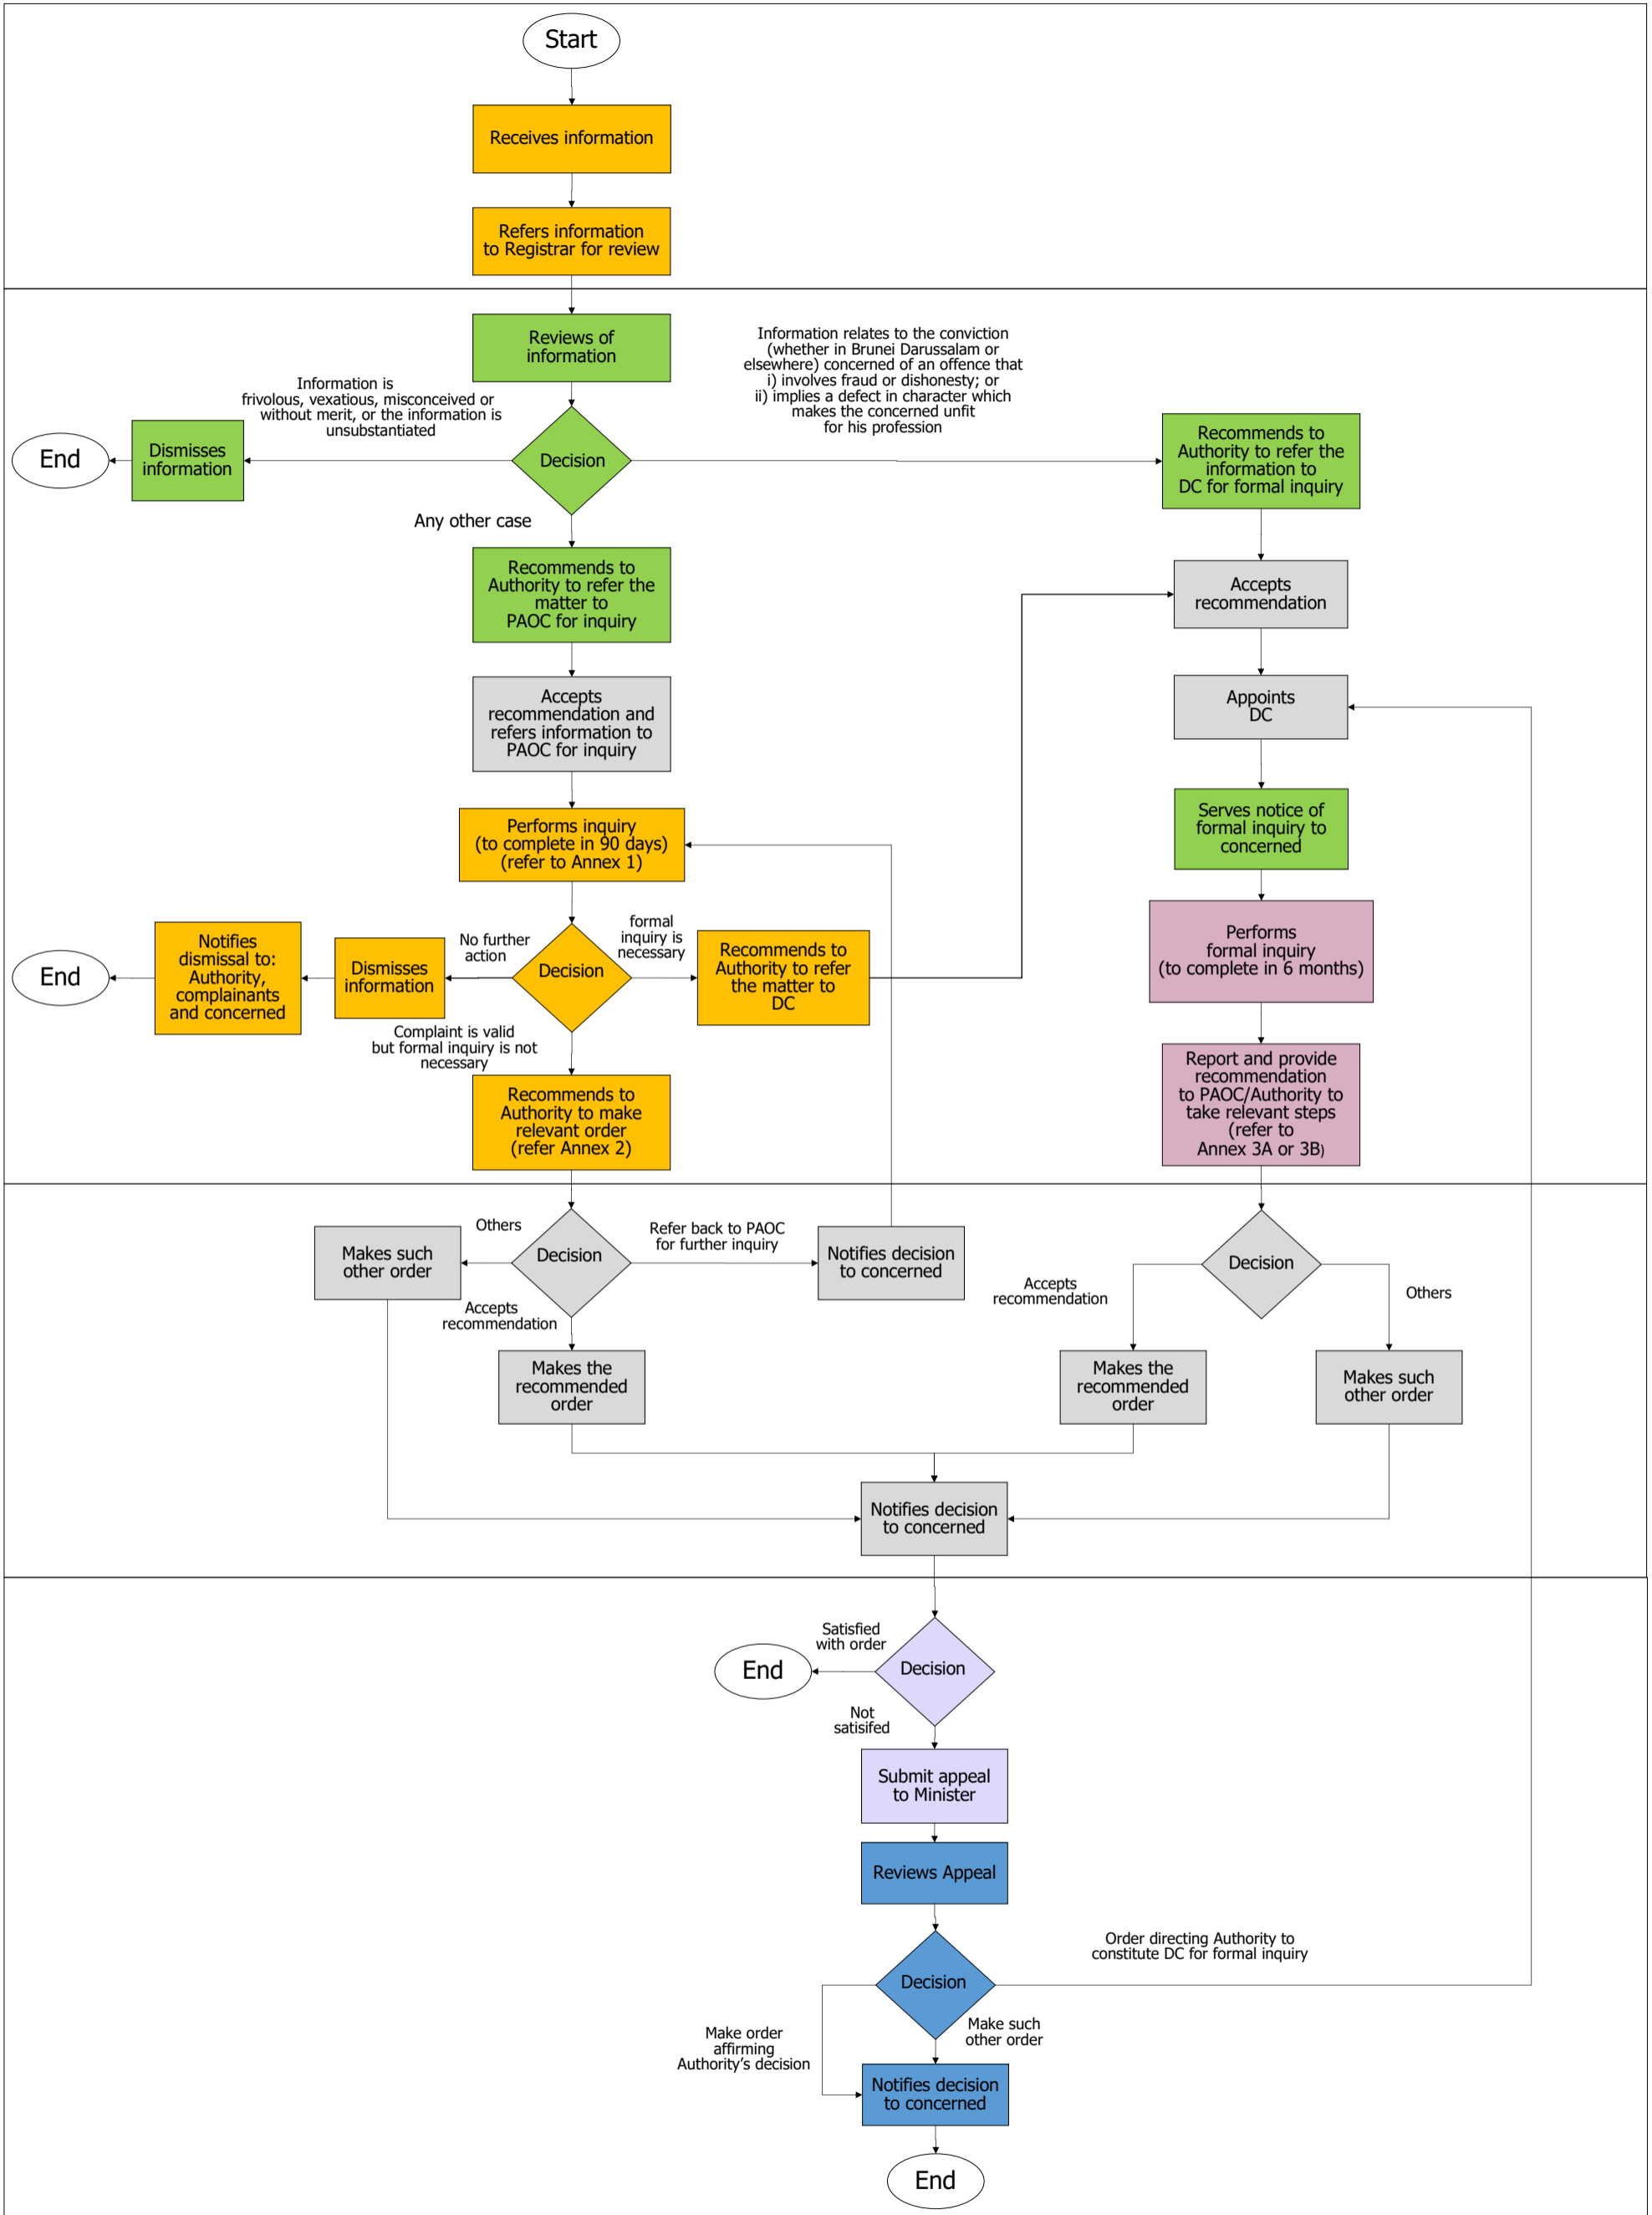 Start
Receives information
Refers information
to Registrar for review
Reviews of
information
Information relates to the conviction
(whether in Brunei Darussalam or
elsewhere) concerned of an offence that
i) involves fraud or dishonesty; or
ii) implies a defect in character which
makes the concerned unfit
for his profession
Information is
frivolous, vexatious, misconceived or
without merit, or the information is
unsubstantiated
End
Dismisses
information
Decision
Recommends to
Authority to refer the
information to
DC for formal inquiry
Any other case
Recommends to
Authority to refer the
matter to
PAOC for inquiry
Accepts
recommendation
Accepts
recommendation and
refers information to
PAOC for inquiry
Appoints
DC
Performs inquiry
(to complete in 90 days)
(refer to Annex 1)
Serves notice of
formal inquiry to
concerned
End
Notifies
dismissal to:
Authority,
complainants
and concerned
Dismisses
information
No further
action
Decision
formal
inquiry is
necessary
Recommends to
Authority to refer
the matter to
DC
Performs
formal inquiry
(to complete in 6 months)
Complaint is valid
but formal inquiry is not
necessary
Recommends to
Authority to make
relevant order
(refer Annex 2)
Report and provide
recommendation
to PAOC/Authority to
take relevant steps
(refer to
Annex 3A or 3B)
Makes such
other order
Others
Decision
Refer back to PAOC
for further inquiry
Notifies decision
to concerned
Accepts
recommendation
Decision
Others
Accepts
recommendation
Makes the
recommended
order
Makes the
recommended
order
Makes such
other order
Notifies decision
to concerned
Satisfied
with order
End
Decision
Not
satisifed
Submit appeal
to Minister
Reviews Appeal
Order directing Authority to
constitute DC for formal inquiry
Decision
Make such
other order
Make order
affirming
Authority’s decision
Notifies decision
to concerned
End